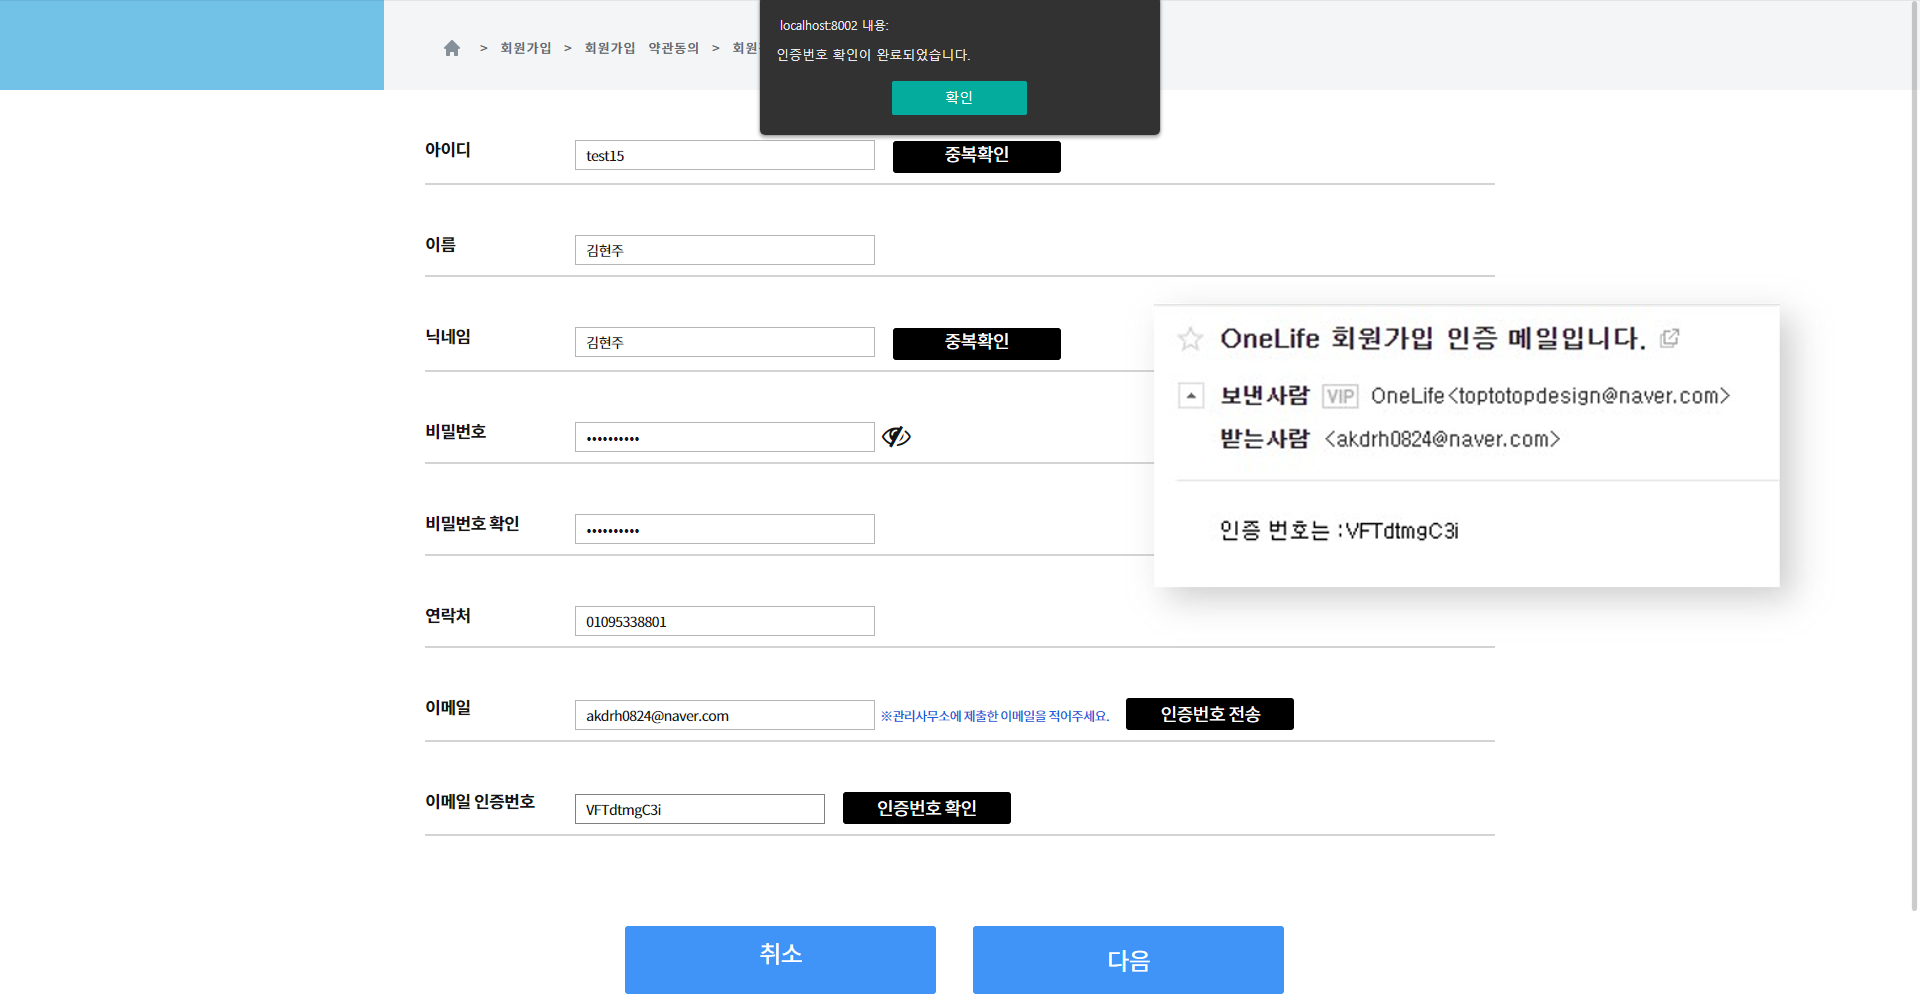 localhost:8002 내용:
인증번호 확인이 완료되었습니다.
확인
> 회원가입 > 회원가입 약관동의 >
아이디
test15
중복확인
이름
김현주
닉네임
김현주
중복확인
비밀번호
••••••••••
비밀번호 확인
••••••••••
연락처
01095338801
이메일
akdrh0824@naver.com
※관리사무소에 제출한 이메일을 적어주세요.
인증번호 전송
이메일 인증번호
VFTdtmgC3i
인증번호 확인
OneLife 회원가입 인증 메일입니다.
보낸사람 VIP OneLife<toptotopdesign@naver.com>
받는사람 <akdrh0824@naver.com>
인증 번호는 :VFTdtmgC3i
취소
다음